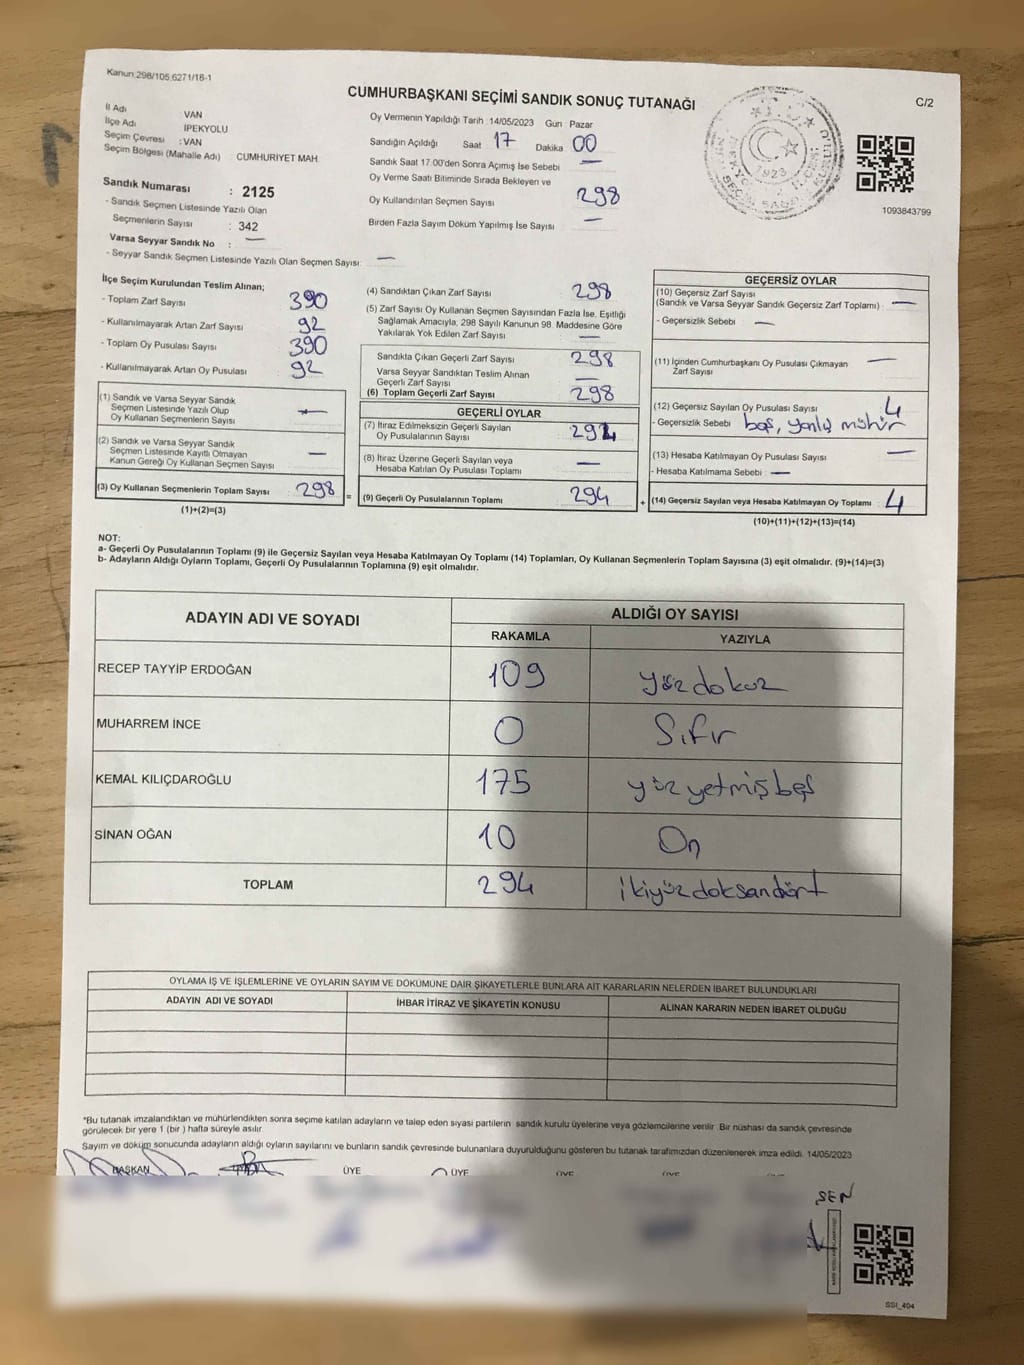 Kanun 298/105 6271/18-1
CUMHURBAŞKANI SEÇİMİ SANDIK SONUÇ TUTANAĞI
C/2
İl Adı VAN
İlçe Adı İPEKYOLU
Seçim Çevresi : VAN
Seçim Bölgesi (Mahalle Adı) CUMHURİYET MAH.
Sandık Numarası : 2125
- Sandık Seçmen Listesinde Yazılı Olan
Seçmenlerin Sayısı : 342
Varsa Seyyar Sandık No : —
- Seyyar Sandık Seçmen Listesinde Yazılı Olan Seçmen Sayısı: —
Oy Vermenin Yapıldığı Tarih :14/05/2023 Gün : Pazar
Sandığın Açıldığı Saat 17 Dakika 00
Sandık Saat 17.00'den Sonra Açımış İse Sebebi —
Oy Verme Saati Bitiminde Sırada Bekleyen ve
Oy Kullandırılan Seçmen Sayısı 298
Birden Fazla Sayım Döküm Yapılmış İse Sayısı —
1923
1093843799
İlçe Seçim Kurulundan Teslim Alınan;
- Toplam Zarf Sayısı 390
- Kullanılmayarak Artan Zarf Sayısı 92
- Toplam Oy Pusulası Sayısı 390
- Kullanılmayarak Artan Oy Pusulası 92
(1) Sandık ve Varsa Seyyar Sandık
Seçmen Listesinde Yazılı Olup
Oy Kullanan Seçmenlerin Sayısı —
(2) Sandık ve Varsa Seyyar Sandık
Seçmen Listesinde Kayıtlı Olmayan
Kanun Gereği Oy Kullanan Seçmen Sayısı —
(3) Oy Kullanan Seçmenlerin Toplam Sayısı 298 =
(1)+(2)=(3)
(4) Sandıktan Çıkan Zarf Sayısı 298
(5) Zarf Sayısı Oy Kullanan Seçmen Sayısından Fazla İse, Eşitliği
Sağlamak Amacıyla, 298 Sayılı Kanunun 98. Maddesine Göre
Yakılarak Yok Edilen Zarf Sayısı —
Sandıkta Çıkan Geçerli Zarf Sayısı 298
Varsa Seyyar Sandıktan Teslim Alınan
Geçerli Zarf Sayısı —
(6) Toplam Geçerli Zarf Sayısı 298
GEÇERLİ OYLAR
(7) İtiraz Edilmeksizin Geçerli Sayılan
Oy Pusulalarının Sayısı 294
(8) İtiraz Üzerine Geçerli Sayılan veya
Hesaba Katılan Oy Pusulası Toplamı —
(9) Geçerli Oy Pusulalarının Toplamı 294 +
GEÇERSİZ OYLAR
(10) Geçersiz Zarf Sayısı
(Sandık ve Varsa Seyyar Sandık Geçersiz Zarf Toplamı) : —
- Geçersizlik Sebebi —
(11) İçinden Cumhurbaşkanı Oy Pusulası Çıkmayan
Zarf Sayısı —
(12) Geçersiz Sayılan Oy Pusulası Sayısı 4
- Geçersizlik Sebebi boş, yanlış mühür
(13) Hesaba Katılmayan Oy Pusulası Sayısı —
- Hesaba Katılmama Sebebi : —
(14) Geçersiz Sayılan veya Hesaba Katılmayan Oy Toplamı 4
(10)+(11)+(12)+(13)=(14)
NOT:
a- Geçerli Oy Pusulalarının Toplamı (9) ile Geçersiz Sayılan veya Hesaba Katılmayan Oy Toplamı (14) Toplamları, Oy Kullanan Seçmenlerin Toplam Sayısına (3) eşit olmalıdır. (9)+(14)=(3)
b- Adayların Aldığı Oyların Toplamı, Geçerli Oy Pusulalarının Toplamına (9) eşit olmalıdır.
ADAYIN ADI VE SOYADI ALDIĞI OY SAYISI
RAKAMLA YAZIYLA
RECEP TAYYİP ERDOĞAN 109 yüzdokuz
MUHARREM İNCE 0 Sıfır
KEMAL KILIÇDAROĞLU 175 yüzyetmişbeş
SİNAN OĞAN 10 On
TOPLAM 294 ikiyüzdoksandört
OYLAMA İŞ VE İŞLEMLERİNE VE OYLARIN SAYIM VE DÖKÜMÜNE DAİR ŞİKAYETLERLE BUNLARA AİT KARARLARIN NELERDEN İBARET BULUNDUKLARI
ADAYIN ADI VE SOYADI İHBAR İTİRAZ VE ŞİKAYETİN KONUSU ALINAN KARARIN NEDEN İBARET OLDUĞU
*Bu tutanak imzalandıktan ve mühürlendikten sonra seçime katılan adayların ve talep eden siyasi partilerin sandık kurulu üyelerine veya gözlemcilerine verilir. Bir nüshası da sandık çevresinde
görülecek bir yere 1 (bir ) hafta süreyle asılır.
Sayım ve döküm sonucunda adayların aldığı oyların sayılarını ve bunların sandık çevresinde bulunanlara duyurulduğunu gösteren bu tutanak tarafımızdan düzenlenerek imza edildi. 14/05/2023
BAŞKAN ÜYE ÜYE ÜYE ÜYE
ŞEN
SSI_404